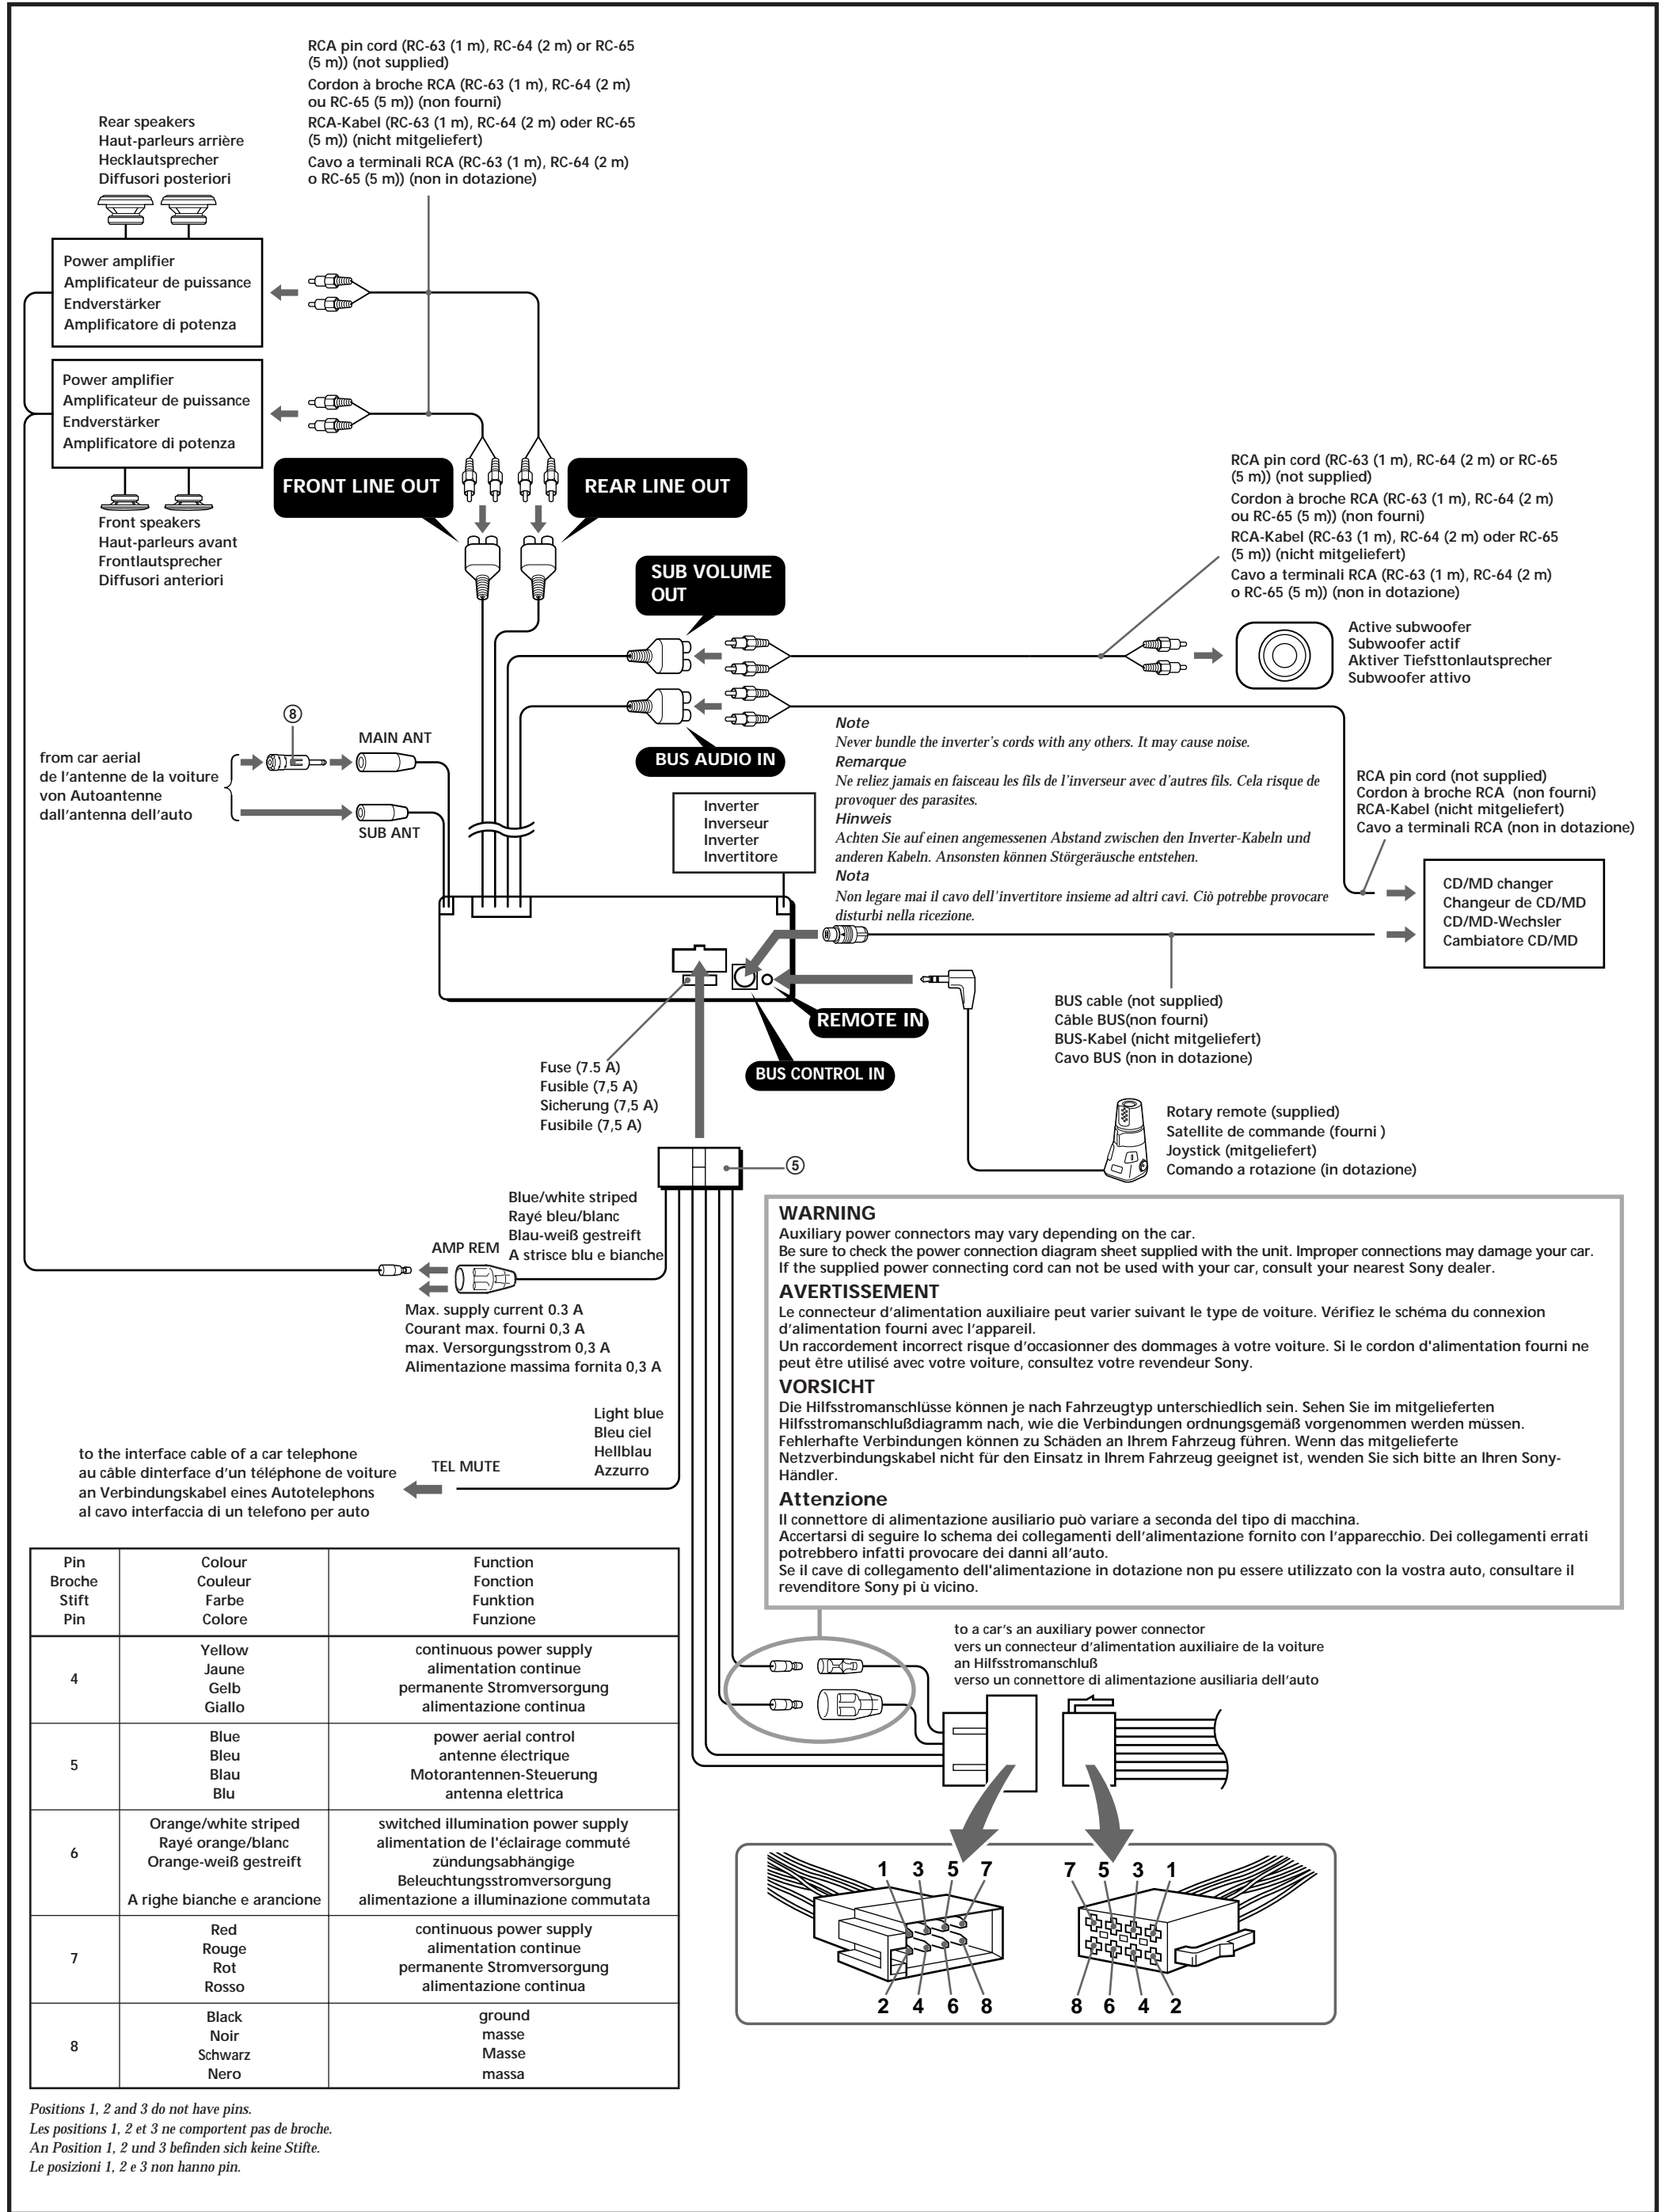 RCA pin cord (RC-63 (1 m), RC-64 (2 m) or RC-65
(5 m)) (not supplied)
Cordon à broche RCA (RC-63 (1 m), RC-64 (2 m)
ou RC-65 (5 m)) (non fourni)
RCA-Kabel (RC-63 (1 m), RC-64 (2 m) oder RC-65
(5 m)) (nicht mitgeliefert)
Cavo a terminali RCA (RC-63 (1 m), RC-64 (2 m)
o RC-65 (5 m)) (non in dotazione)
Rear speakers
Haut-parleurs arrière
Hecklautsprecher
Diffusori posteriori
Power amplifier
Amplificateur de puissance
Endverstärker
Amplificatore di potenza
Power amplifier
Amplificateur de puissance
Endverstärker
Amplificatore di potenza
Front speakers
Haut-parleurs avant
Frontlautsprecher
Diffusori anteriori
FRONT LINE OUT
REAR LINE OUT
SUB VOLUME
OUT
BUS AUDIO IN
RCA pin cord (RC-63 (1 m), RC-64 (2 m) or RC-65
(5 m)) (not supplied)
Cordon à broche RCA (RC-63 (1 m), RC-64 (2 m)
ou RC-65 (5 m)) (non fourni)
RCA-Kabel (RC-63 (1 m), RC-64 (2 m) oder RC-65
(5 m)) (nicht mitgeliefert)
Cavo a terminali RCA (RC-63 (1 m), RC-64 (2 m)
o RC-65 (5 m)) (non in dotazione)
Active subwoofer
Subwoofer actif
Aktiver Tiefsttonlautsprecher
Subwoofer attivo
⑧
MAIN ANT
from car aerial
de l'antenne de la voiture
von Autoantenne
dall'antenna dell'auto
SUB ANT
Inverter
Inverseur
Inverter
Invertitore
Note
Never bundle the inverter's cords with any others. It may cause noise.
Remarque
Ne reliez jamais en faisceau les fils de l'inverseur avec d'autres fils. Cela risque de
provoquer des parasites.
Hinweis
Achten Sie auf einen angemessenen Abstand zwischen den Inverter-Kabeln und
anderen Kabeln. Ansonsten können Störgeräusche entstehen.
Nota
Non legare mai il cavo dell'invertitore insieme ad altri cavi. Ciò potrebbe provocare
disturbi nella ricezione.
RCA pin cord (not supplied)
Cordon à broche RCA (non fourni)
RCA-Kabel (nicht mitgeliefert)
Cavo a terminali RCA (non in dotazione)
CD/MD changer
Changeur de CD/MD
CD/MD-Wechsler
Cambiatore CD/MD
REMOTE IN
BUS CONTROL IN
BUS cable (not supplied)
Câble BUS(non fourni)
BUS-Kabel (nicht mitgeliefert)
Cavo BUS (non in dotazione)
Fuse (7.5 A)
Fusible (7,5 A)
Sicherung (7,5 A)
Fusibile (7,5 A)
Rotary remote (supplied)
Satellite de commande (fourni )
Joystick (mitgeliefert)
Comando a rotazione (in dotazione)
⑤
Blue/white striped
Rayé bleu/blanc
Blau-weiß gestreift
A strisce blu e bianche
AMP REM
Max. supply current 0.3 A
Courant max. fourni 0,3 A
max. Versorgungsstrom 0,3 A
Alimentazione massima fornita 0,3 A
Light blue
Bleu ciel
Hellblau
Azzurro
TEL MUTE
to the interface cable of a car telephone
au câble dinterface d'un téléphone de voiture
an Verbindungskabel eines Autotelephons
al cavo interfaccia di un telefono per auto
WARNING
Auxiliary power connectors may vary depending on the car.
Be sure to check the power connection diagram sheet supplied with the unit. Improper connections may damage your car.
If the supplied power connecting cord can not be used with your car, consult your nearest Sony dealer.
AVERTISSEMENT
Le connecteur d'alimentation auxiliaire peut varier suivant le type de voiture. Vérifiez le schéma du connexion
d'alimentation fourni avec l'appareil.
Un raccordement incorrect risque d'occasionner des dommages à votre voiture. Si le cordon d'alimentation fourni ne
peut être utilisé avec votre voiture, consultez votre revendeur Sony.
VORSICHT
Die Hilfsstromanschlüsse können je nach Fahrzeugtyp unterschiedlich sein. Sehen Sie im mitgelieferten
Hilfsstromanschlußdiagramm nach, wie die Verbindungen ordnungsgemäß vorgenommen werden müssen.
Fehlerhafte Verbindungen können zu Schäden an Ihrem Fahrzeug führen. Wenn das mitgelieferte
Netzverbindungskabel nicht für den Einsatz in Ihrem Fahrzeug geeignet ist, wenden Sie sich bitte an Ihren Sony-
Händler.
Attenzione
Il connettore di alimentazione ausiliario può variare a seconda del tipo di macchina.
Accertarsi di seguire lo schema dei collegamenti dell'alimentazione fornito con l'apparecchio. Dei collegamenti errati
potrebbero infatti provocare dei danni all'auto.
Se il cave di collegamento dell'alimentazione in dotazione non pu essere utilizzato con la vostra auto, consultare il
revenditore Sony pi ù vicino.
Pin Colour Function
Broche Couleur Fonction
Stift Farbe Funktion
Pin Colore Funzione
Yellow continuous power supply
Jaune alimentation continue
4
Gelb permanente Stromversorgung
Giallo alimentazione continua
Blue power aerial control
Bleu antenne électrique
5
Blau Motorantennen-Steuerung
Blu antenna elettrica
Orange/white striped switched illumination power supply
Rayé orange/blanc alimentation de l'éclairage commuté
6
Orange-weiß gestreift zündungsabhängige
Beleuchtungsstromversorgung
A righe bianche e arancione alimentazione a illuminazione commutata
Red continuous power supply
Rouge alimentation continue
7
Rot permanente Stromversorgung
Rosso alimentazione continua
Black ground
Noir masse
8
Schwarz Masse
Nero massa
to a car's an auxiliary power connector
vers un connecteur d'alimentation auxiliaire de la voiture
an Hilfsstromanschluß
verso un connettore di alimentazione ausiliaria dell'auto
1 3 5 7
7 5 3 1
2 4 6 8
8 6 4 2
Positions 1, 2 and 3 do not have pins.
Les positions 1, 2 et 3 ne comportent pas de broche.
An Position 1, 2 und 3 befinden sich keine Stifte.
Le posizioni 1, 2 e 3 non hanno pin.